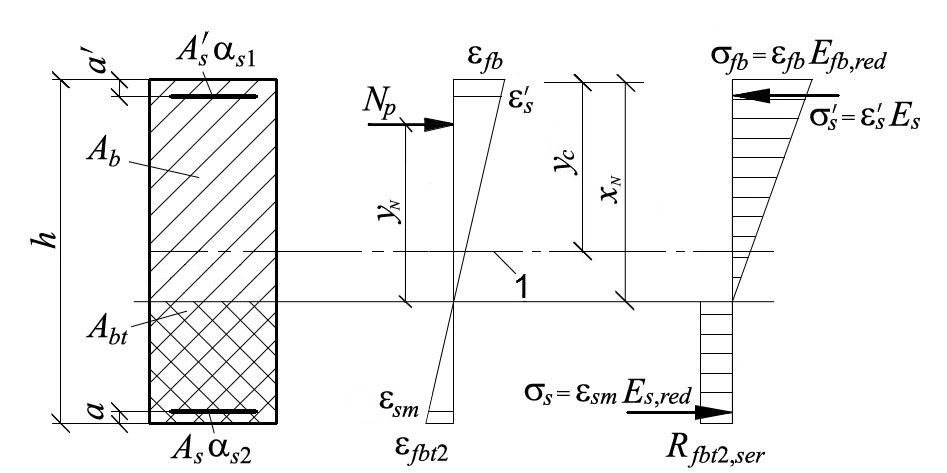 a′
A′s αs1
Ab
h
Abt
a
As αs2
Np
yN
εfb
ε′s
yc
xN
1
εsm
εfbt2
σfb = εfb Efb,red
σ′s = ε′s Es
σs = εsm Es,red
Rfbt2,ser